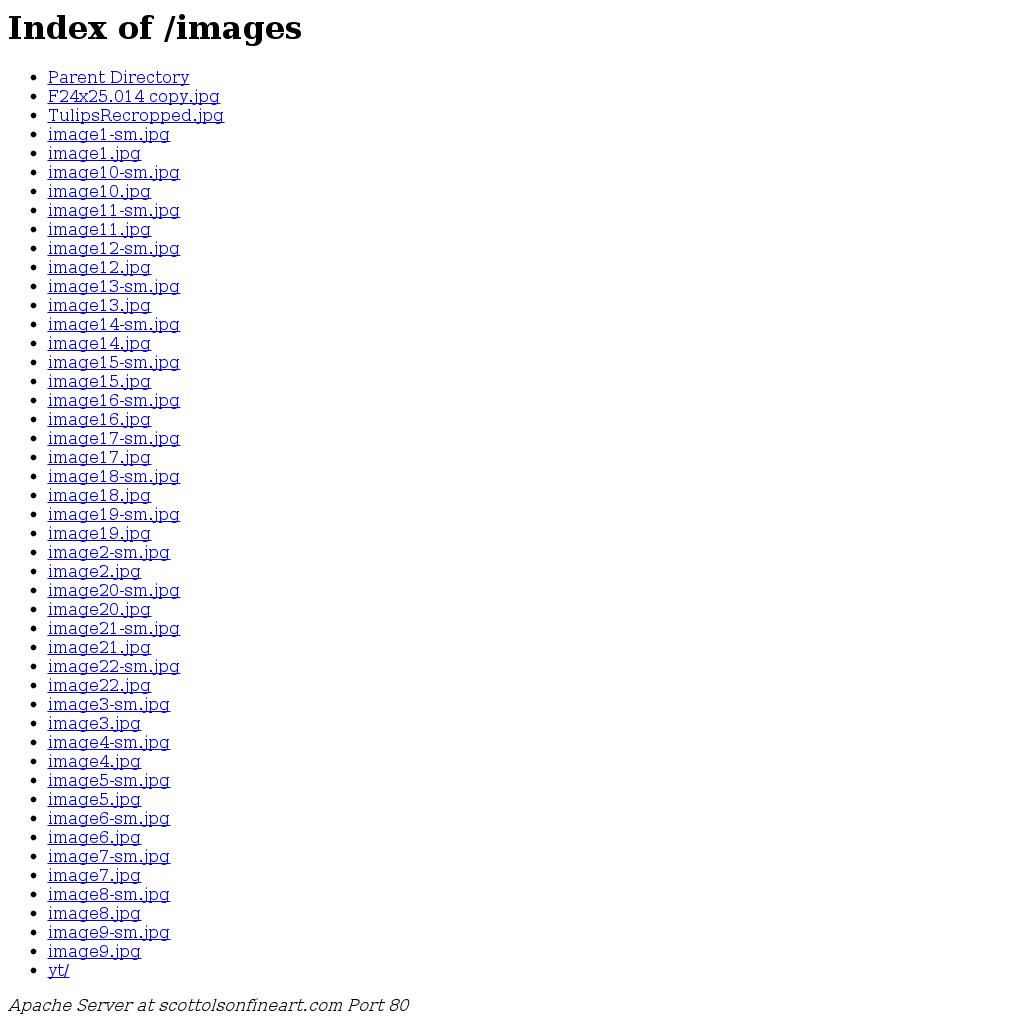 Index of /images
Parent Directory
F24x25.014 copy.jpg
TulipsRecropped.jpg
image1-sm.jpg
image1.jpg
image10-sm.jpg
image10.jpg
image11-sm.jpg
image11.jpg
image12-sm.jpg
image12.jpg
image13-sm.jpg
image13.jpg
image14-sm.jpg
image14.jpg
image15-sm.jpg
image15.jpg
image16-sm.jpg
image16.jpg
image17-sm.jpg
image17.jpg
image18-sm.jpg
image18.jpg
image19-sm.jpg
image19.jpg
image2-sm.jpg
image2.jpg
image20-sm.jpg
image20.jpg
image21-sm.jpg
image21.jpg
image22-sm.jpg
image22.jpg
image3-sm.jpg
image3.jpg
image4-sm.jpg
image4.jpg
image5-sm.jpg
image5.jpg
image6-sm.jpg
image6.jpg
image7-sm.jpg
image7.jpg
image8-sm.jpg
image8.jpg
image9-sm.jpg
image9.jpg
yt/
Apache Server at scottolsonfineart.com Port 80